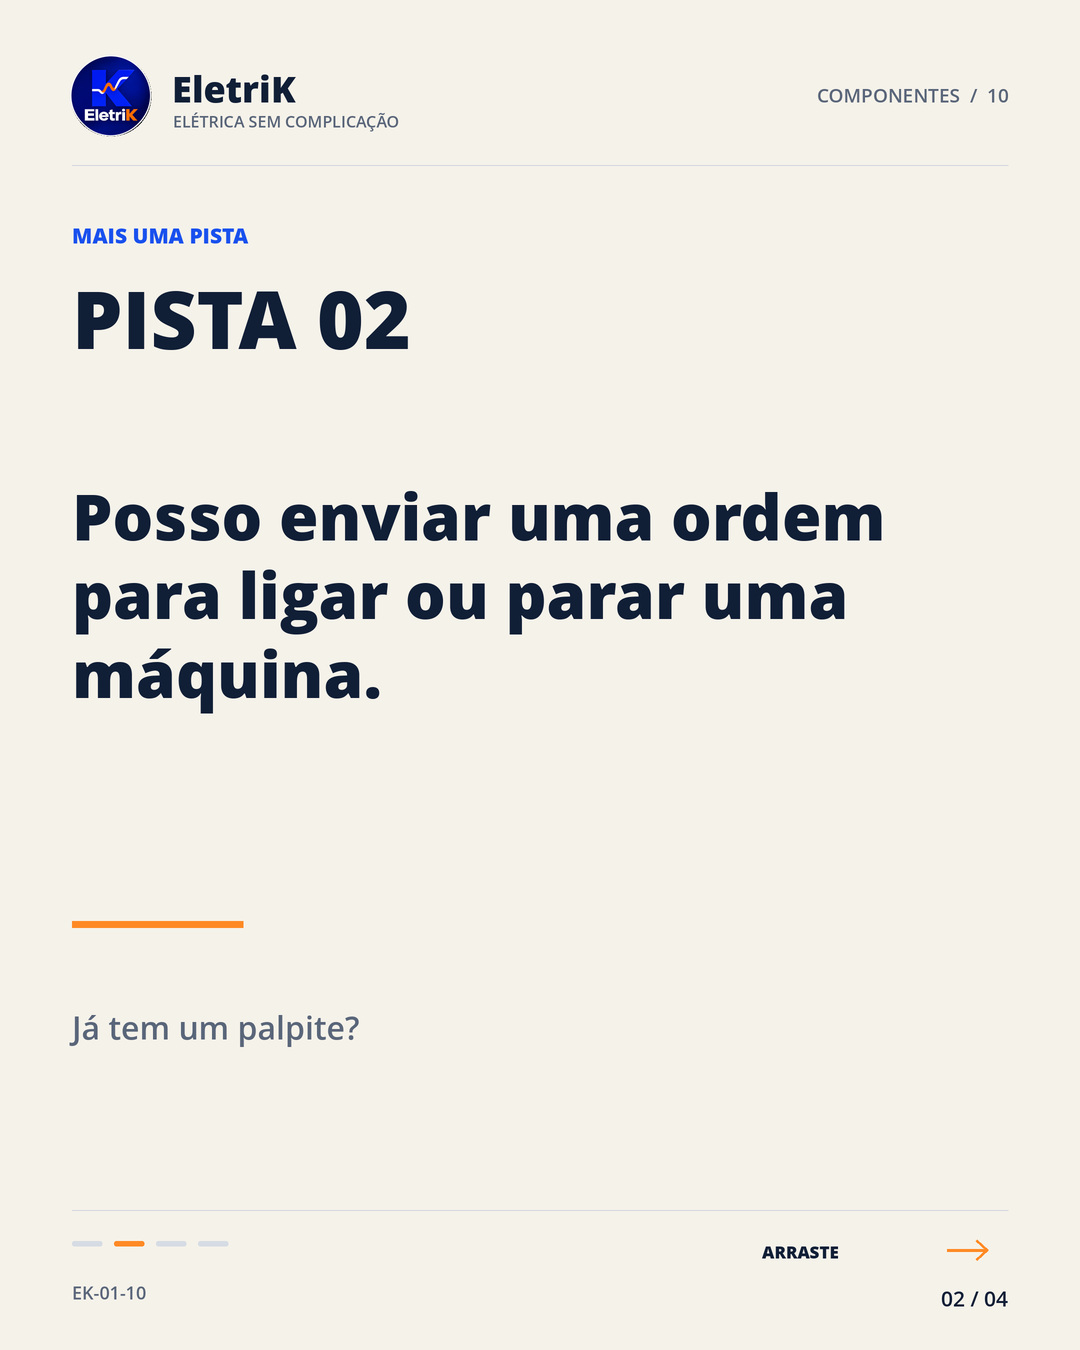 EletriK
EletriK
ELÉTRICA SEM COMPLICAÇÃO
COMPONENTES / 10
MAIS UMA PISTA
PISTA 02
Posso enviar uma ordem
para ligar ou parar uma
máquina.
Já tem um palpite?
ARRASTE
EK-01-10
02 / 04